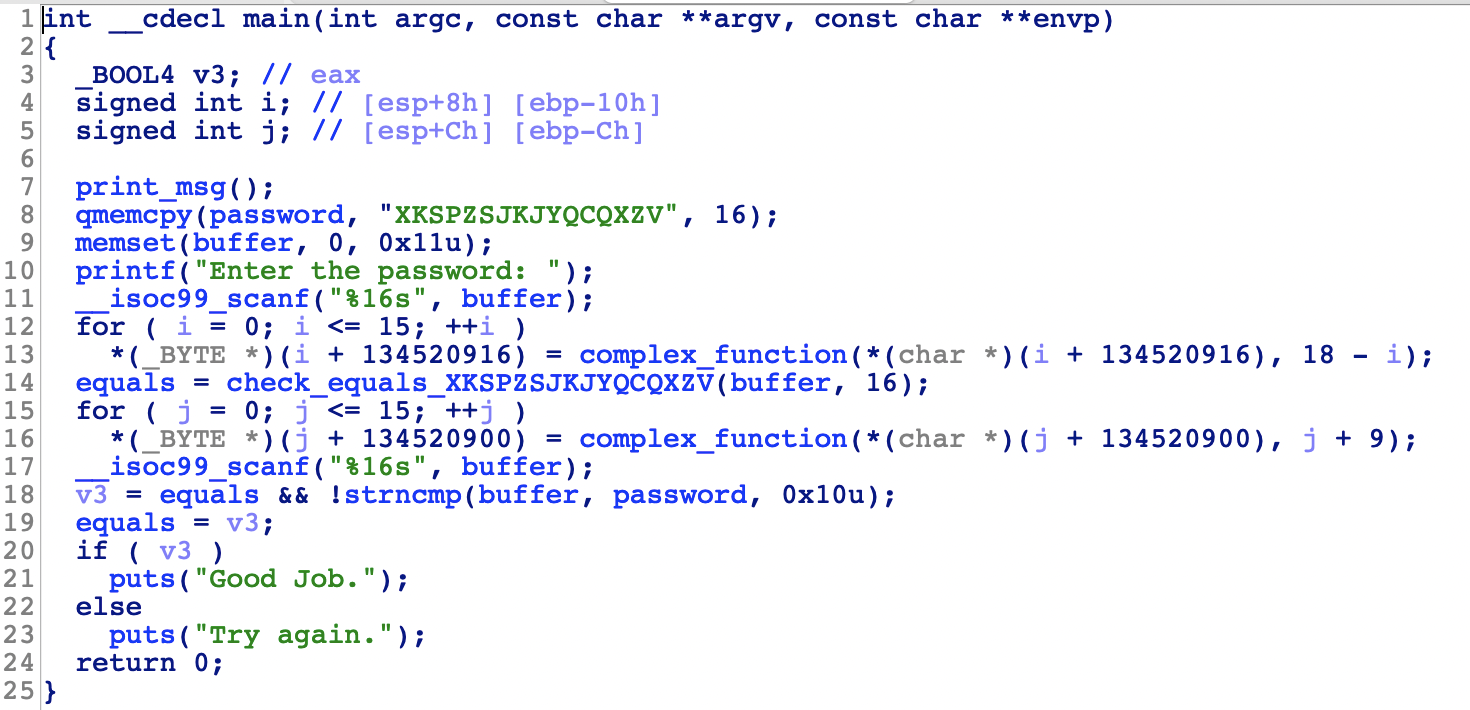 1 int __cdecl main(int argc, const char **argv, const char **envp)
2 {
3   _BOOL4 v3; // eax
4   signed int i; // [esp+8h] [ebp-10h]
5   signed int j; // [esp+Ch] [ebp-Ch]
6
7   print_msg();
8   qmemcpy(password, "XKSPZSJKJYQCQXZV", 16);
9   memset(buffer, 0, 0x11u);
10   printf("Enter the password: ");
11   __isoc99_scanf("%16s", buffer);
12   for ( i = 0; i <= 15; ++i )
13     *(_BYTE *)(i + 134520916) = complex_function(*(char *)(i + 134520916), 18 - i);
14   equals = check_equals_XKSPZSJKJYQCQXZV(buffer, 16);
15   for ( j = 0; j <= 15; ++j )
16     *(_BYTE *)(j + 134520900) = complex_function(*(char *)(j + 134520900), j + 9);
17   __isoc99_scanf("%16s", buffer);
18   v3 = equals && !strncmp(buffer, password, 0x10u);
19   equals = v3;
20   if ( v3 )
21     puts("Good Job.");
22   else
23     puts("Try again.");
24   return 0;
25 }